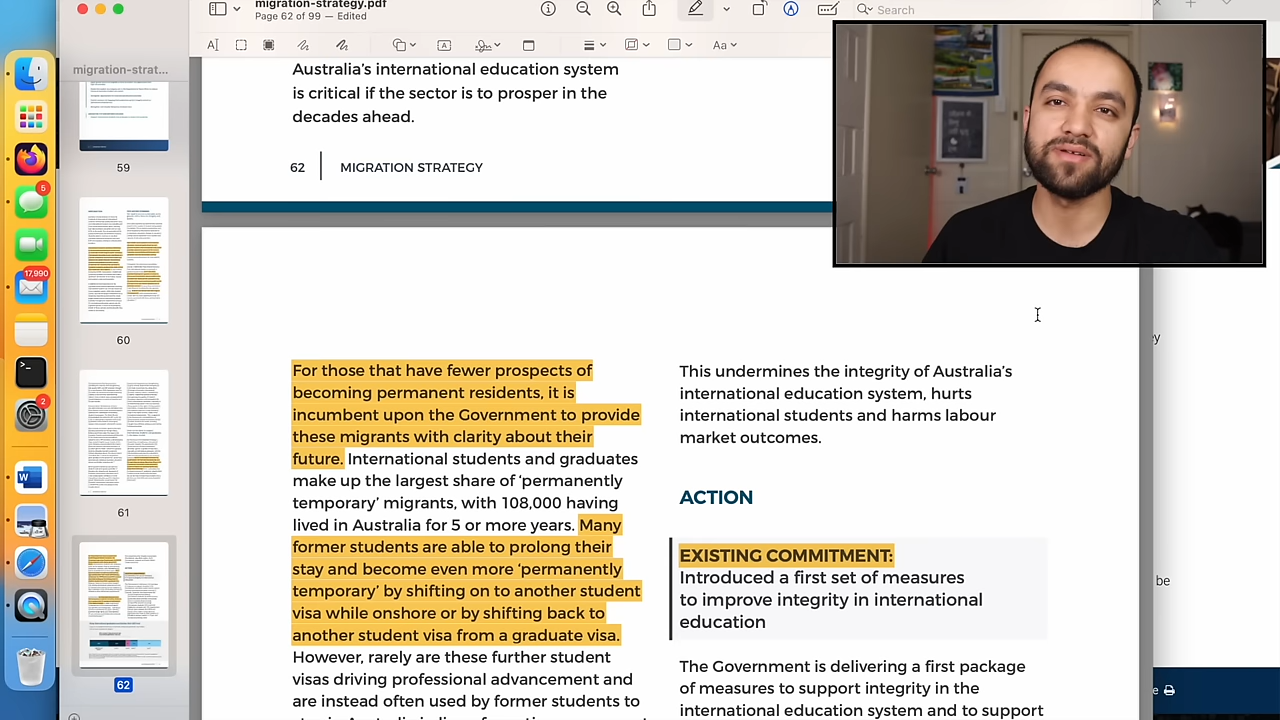 migration-strategy.pdf
Page 62 of 99 — Edited
Search
Aa
migration-strat...
59
60
61
62
5
17,990
2
Australia's international education system
is critical if the sector is to prosper in the
decades ahead.
62 MIGRATION STRATEGY
For those that have fewer prospects of
becoming permanent residents, it is
incumbent upon the Government to provide
these migrants with clarity about their
future. International students and graduates
make up the largest share of 'permanently
temporary' migrants, with 108,000 having
lived in Australia for 5 or more years. Many
former students are able to prolong their
stay and become even more 'permanently
temporary' by shifting on to another student
visa while onshore or by shifting back to
another student visa from a graduate visa.
However, rarely are these further student
visas driving professional advancement and
are instead often used by former students to
This undermines the integrity of Australia's
international education system, hurts
international students and harms labour
market outcomes.
ACTION
EXISTING COMMITMENT:
Introduced a first set of measures
to improve integrity in international
education
The Government is delivering a first package
of measures to support integrity in the
international education system and to support
ey
be
e